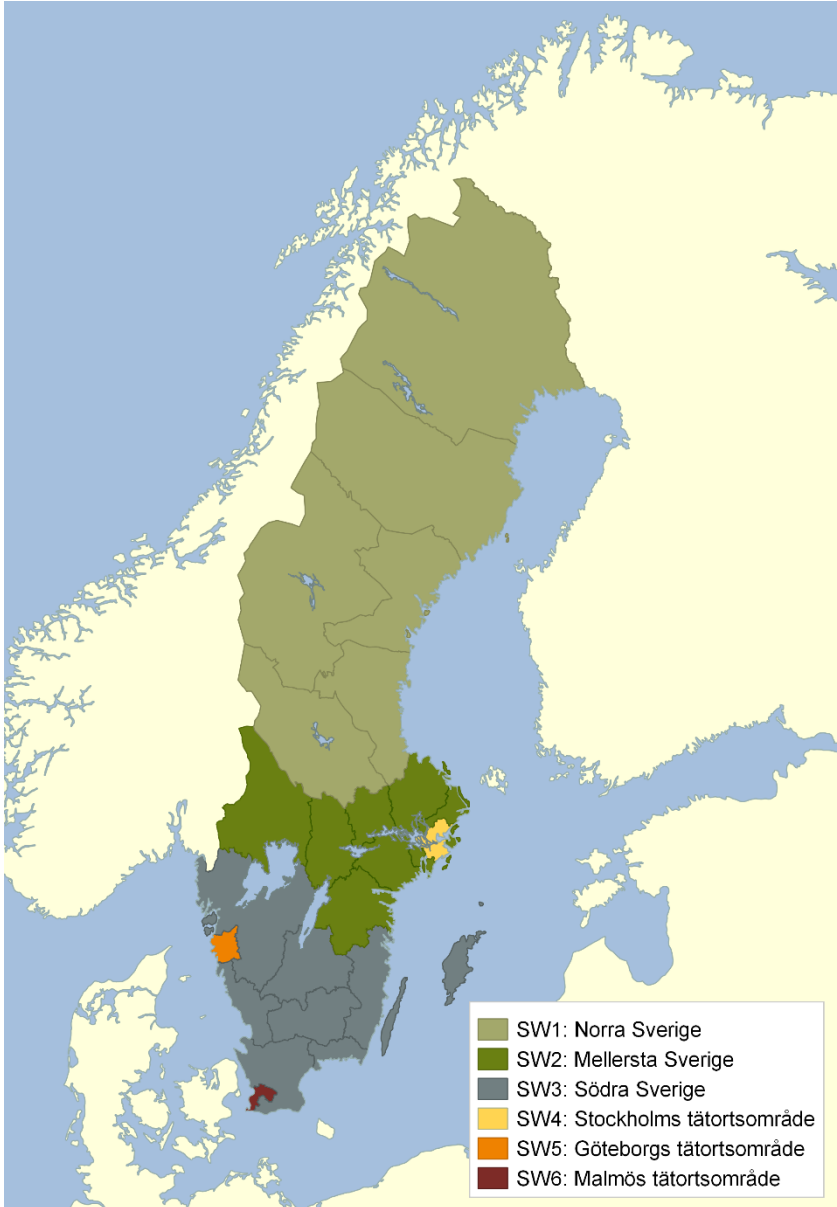 SW1: Norra Sverige
SW2: Mellersta Sverige
SW3: Södra Sverige
SW4: Stockholms tätortsområde
SW5: Göteborgs tätortsområde
SW6: Malmös tätortsområde